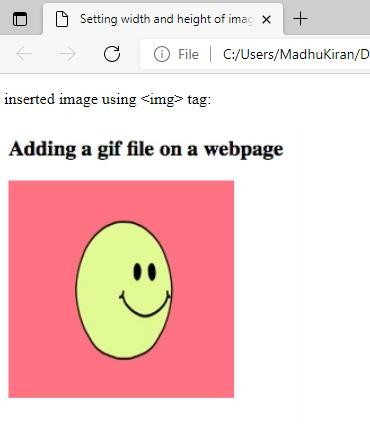 Setting width and height of imag
File | C:/Users/MadhuKiran/D
inserted image using <img> tag:
Adding a gif file on a webpage